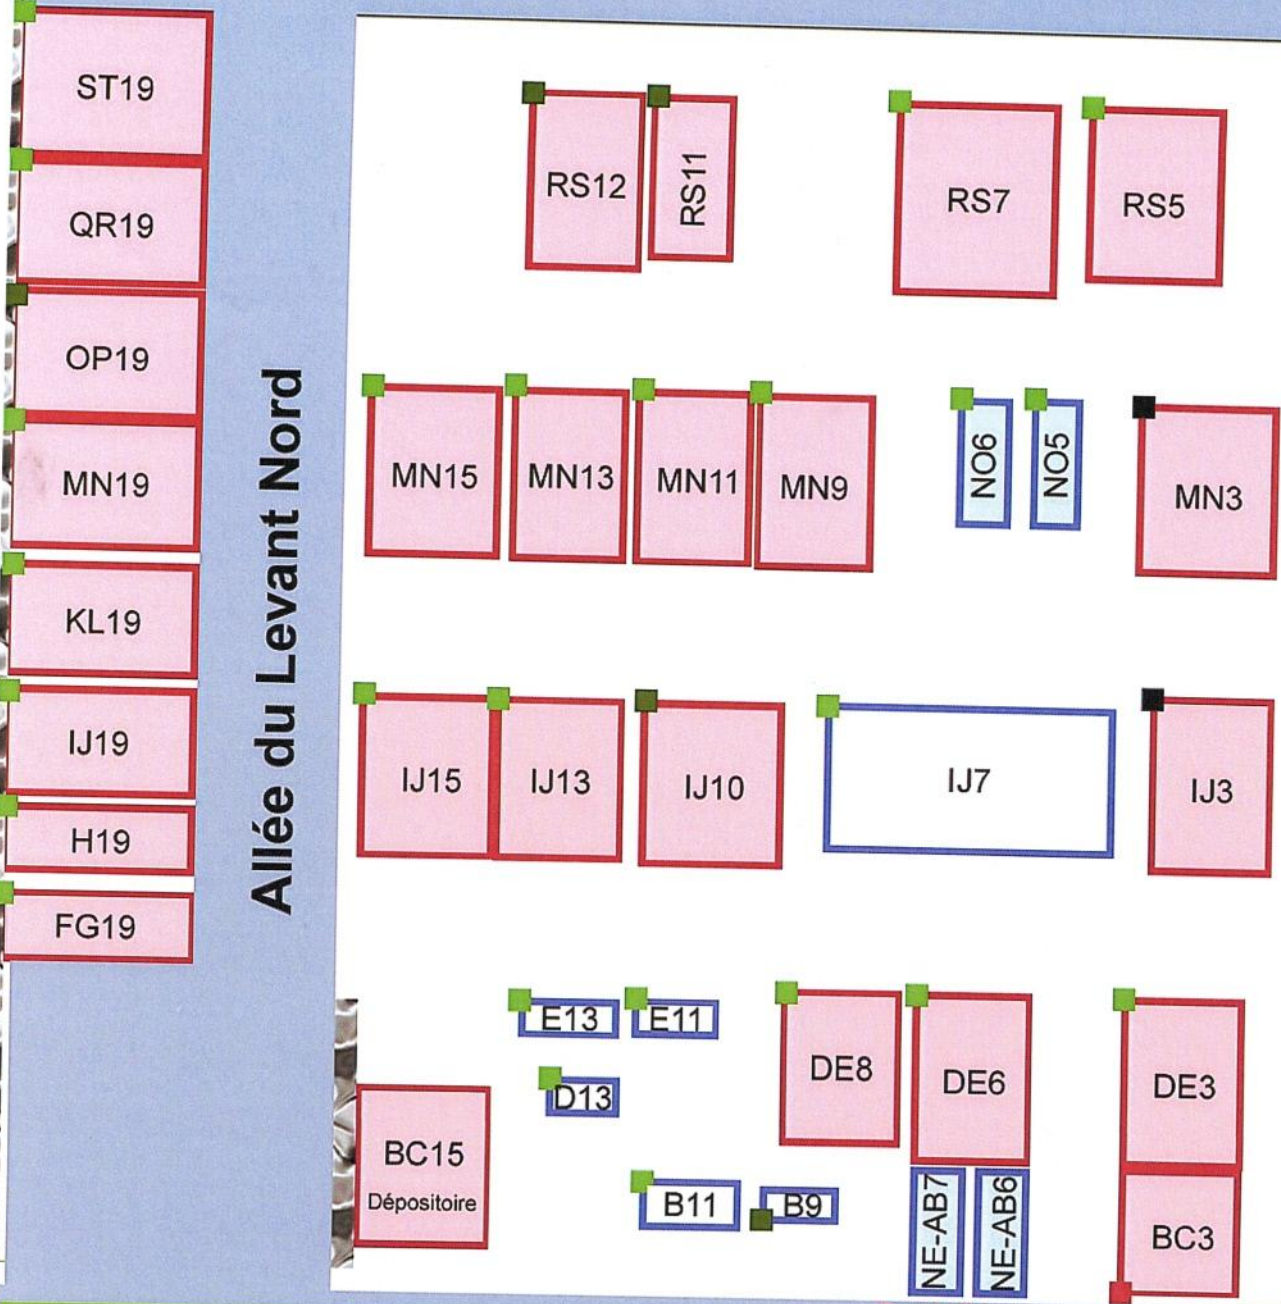 ST19
QR19
OP19
MN19
KL19
IJ19
H19
FG19
Allée du Levant Nord
RS12
RS11
RS7
RS5
MN15
MN13
MN11
MN9
NO6
NO5
MN3
IJ15
IJ13
IJ10
IJ7
IJ3
E13
E11
D13
DE8
DE6
DE3
BC15
Dépositoire
B11
B9
NE-AB7
NE-AB6
BC3